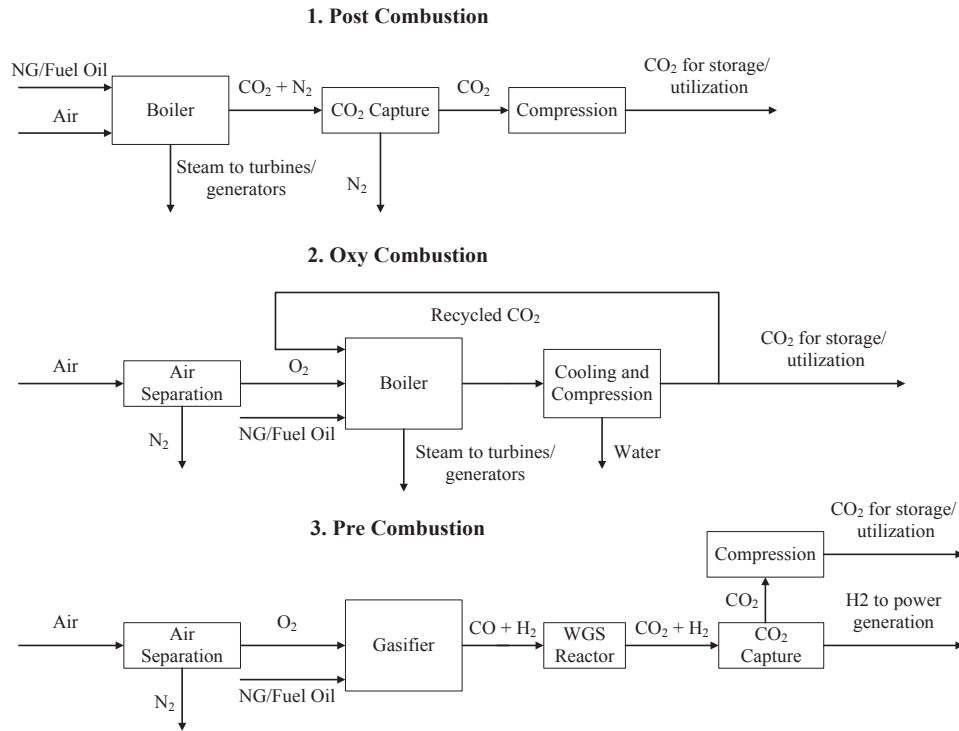 1. Post Combustion
NG/Fuel Oil
Air
Boiler
CO₂ + N₂
CO₂ Capture
CO₂
Compression
CO₂ for storage/
utilization
Steam to turbines/
generators
N₂
2. Oxy Combustion
Recycled CO₂
Air
Air
Separation
N₂
O₂
NG/Fuel Oil
Boiler
Steam to turbines/
generators
Cooling and
Compression
Water
CO₂ for storage/
utilization
3. Pre Combustion
Air
Air
Separation
N₂
O₂
NG/Fuel Oil
Gasifier
CO + H₂
WGS
Reactor
CO₂ + H₂
CO₂
Capture
CO₂
Compression
CO₂ for storage/
utilization
H2 to power
generation